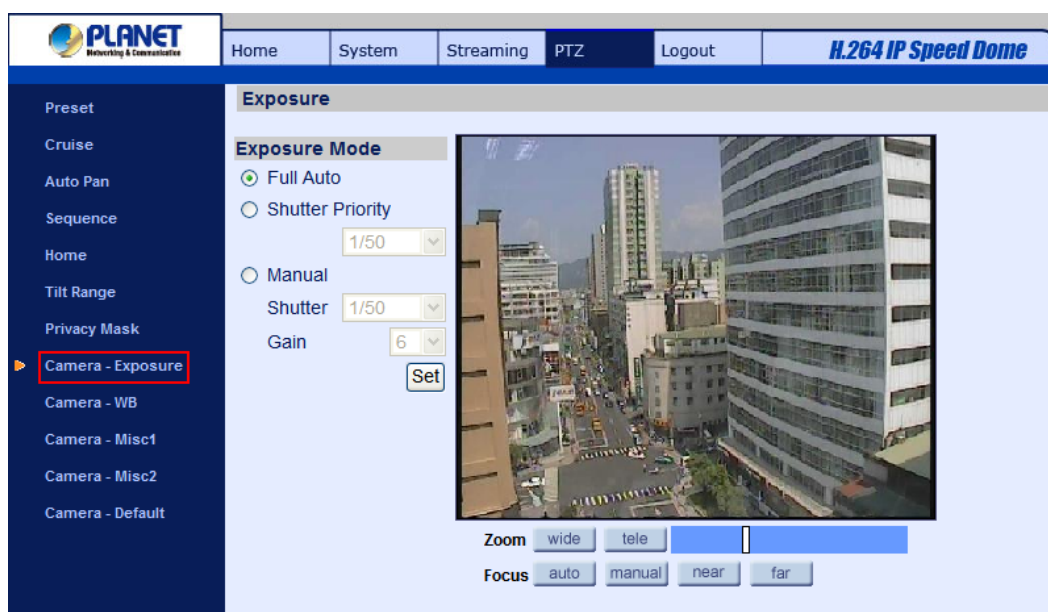 PLANET
Networking & Communication
Home
System
Streaming
PTZ
Logout
H.264 IP Speed Dome
Preset
Cruise
Auto Pan
Sequence
Home
Tilt Range
Privacy Mask
Camera - Exposure
Camera - WB
Camera - Misc1
Camera - Misc2
Camera - Default
Exposure
Exposure Mode
Full Auto
Shutter Priority
1/50
Manual
Shutter 1/50
Gain 6
Set
Zoom wide tele
Focus auto manual near far